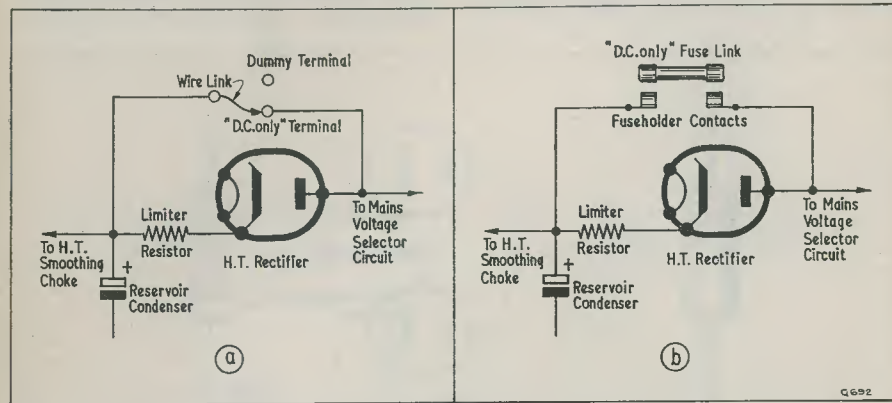 Dummy Terminal
Wire Link
"D.C.only" Terminal
Limiter
Resistor
To H.T.
Smoothing
Choke
H.T. Rectifier
To Mains
Voltage
Selector
Circuit
+
Reservoir
Condenser
a
"D.C.only" Fuse Link
Fuseholder Contacts
Limiter
Resistor
To H.T.
Smoothing
Choke
H.T. Rectifier
To Mains
Voltage
Selector
Circuit
+
Reservoir
Condenser
b
G692